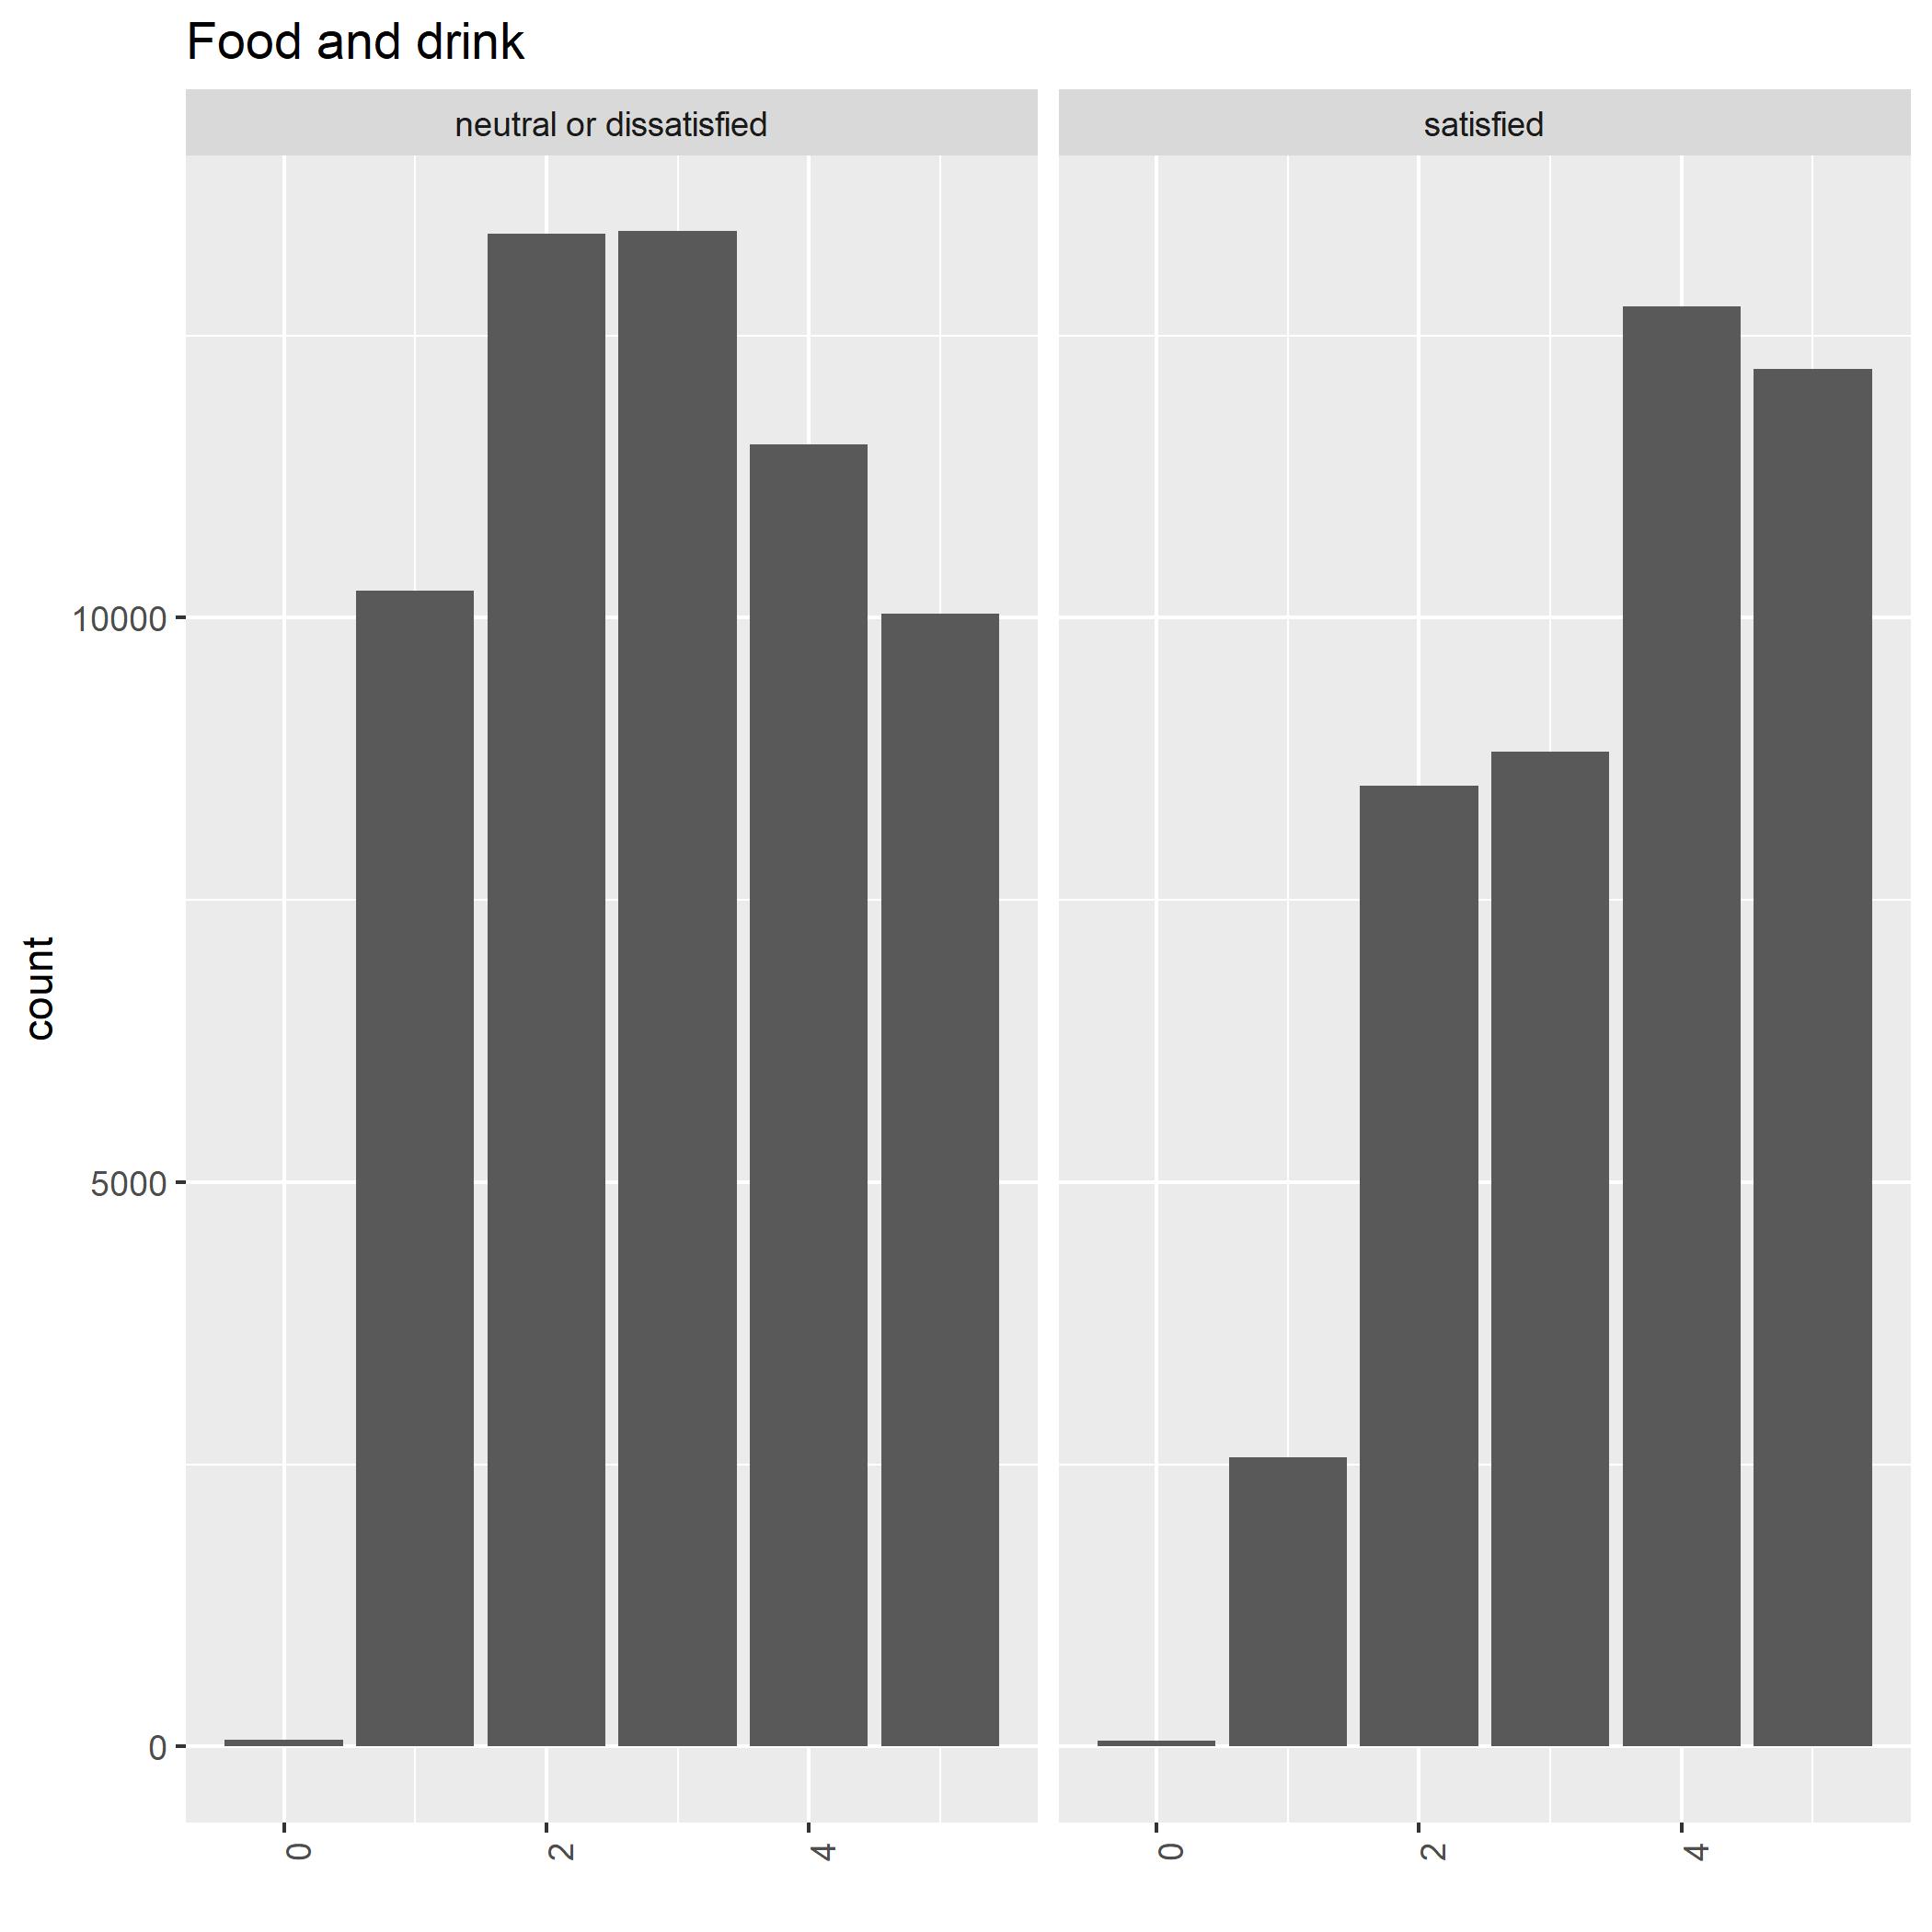 Food and drink
neutral or dissatisfied
satisfied
count
10000
5000
0
0 2 4
0 2 4